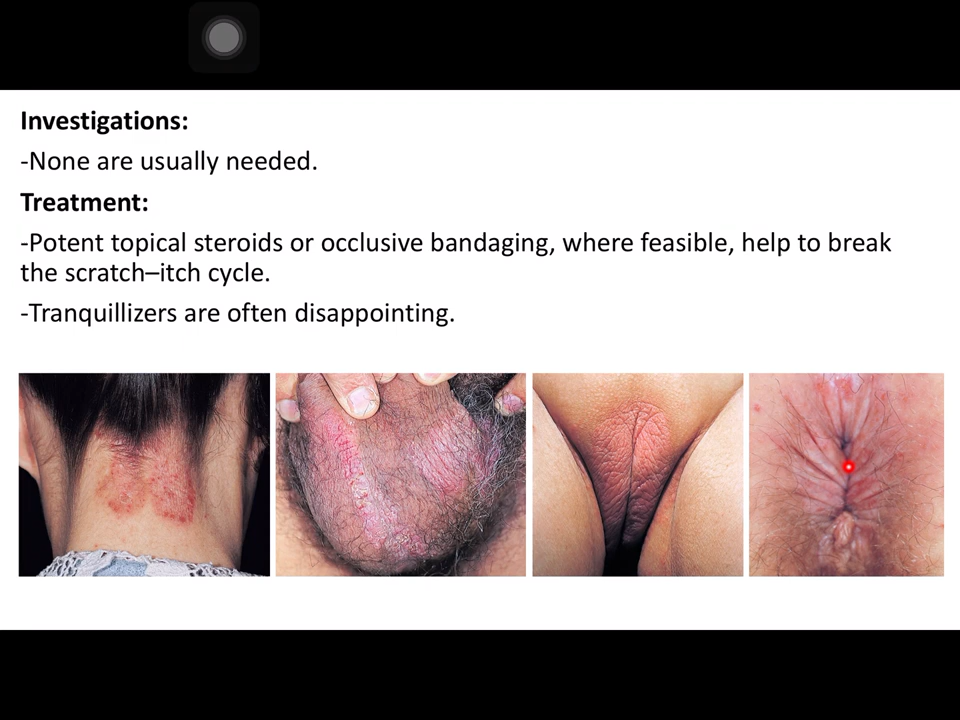 Investigations:
-None are usually needed.
Treatment:
-Potent topical steroids or occlusive bandaging, where feasible, help to break
the scratch–itch cycle.
-Tranquillizers are often disappointing.